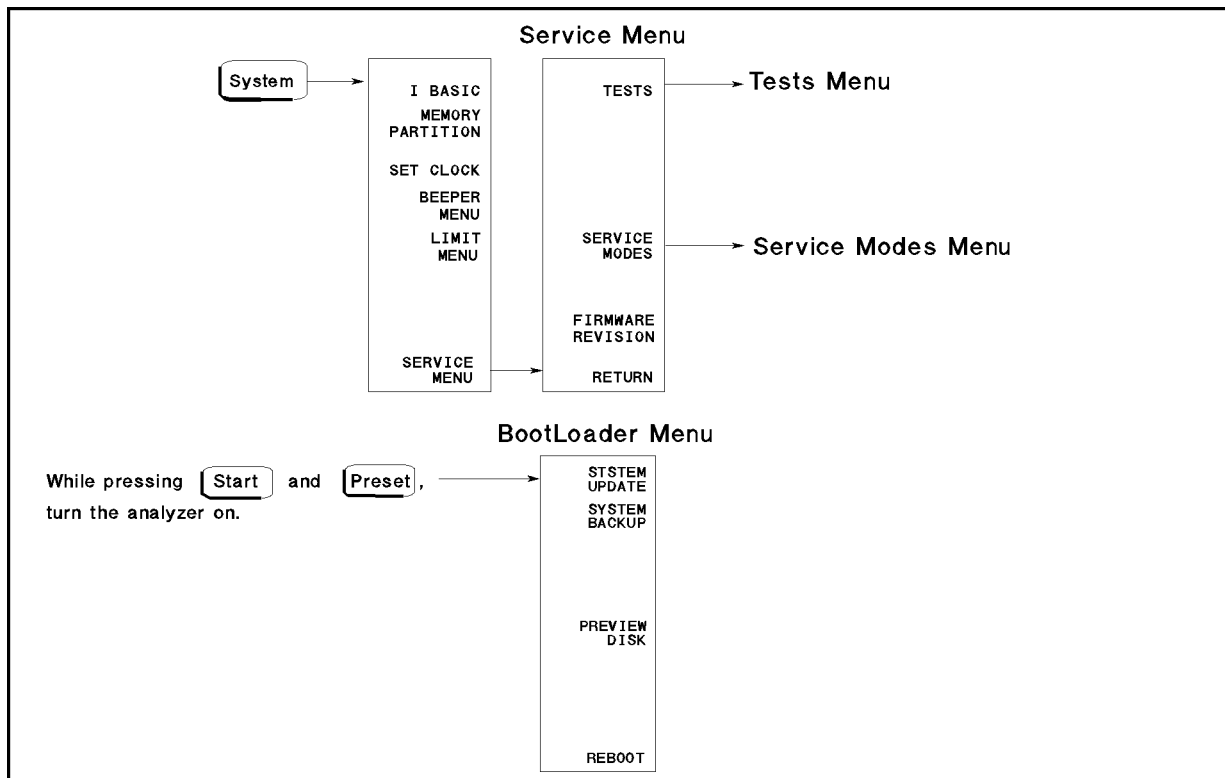 Service Menu
System
I BASIC
MEMORY
PARTITION
SET CLOCK
BEEPER
MENU
LIMIT
MENU
SERVICE
MENU
TESTS
SERVICE
MODES
FIRMWARE
REVISION
RETURN
Tests Menu
Service Modes Menu
BootLoader Menu
While pressing Start and Preset,
turn the analyzer on.
STSTEM
UPDATE
SYSTEM
BACKUP
PREVIEW
DISK
REBOOT